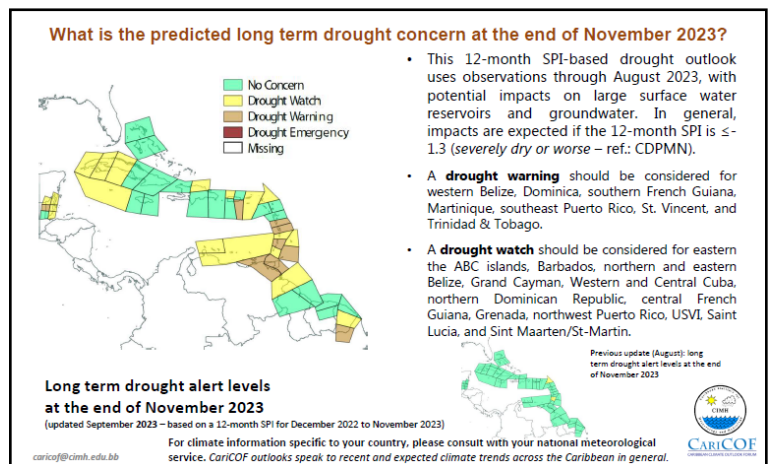 What is the predicted long term drought concern at the end of November 2023?
No Concern
Drought Watch
Drought Warning
Drought Emergency
Missing
• This 12-month SPI-based drought outlook
uses observations through August 2023, with
potential impacts on large surface water
reservoirs and groundwater. In general,
impacts are expected if the 12-month SPI is ≤-
1.3 (severely dry or worse – ref.: CDPMN).
• A drought warning should be considered for
western Belize, Dominica, southern French Guiana,
Martinique, southeast Puerto Rico, St. Vincent, and
Trinidad & Tobago.
• A drought watch should be considered for eastern
the ABC islands, Barbados, northern and eastern
Belize, Grand Cayman, Western and Central Cuba,
northern Dominican Republic, central French
Guiana, Grenada, northwest Puerto Rico, USVI, Saint
Lucia, and Sint Maarten/St-Martin.
Previous update (August): long
term drought alert levels at the end
of November 2023
Long term drought alert levels
at the end of November 2023
(updated September 2023 – based on a 12-month SPI for December 2022 to November 2023)
CIMH
CARICOF
CARIBBEAN CLIMATE OUTLOOK FORUM
For climate information specific to your country, please consult with your national meteorological
service. CariCOF outlooks speak to recent and expected climate trends across the Caribbean in general.
caricof@cimh.edu.bb